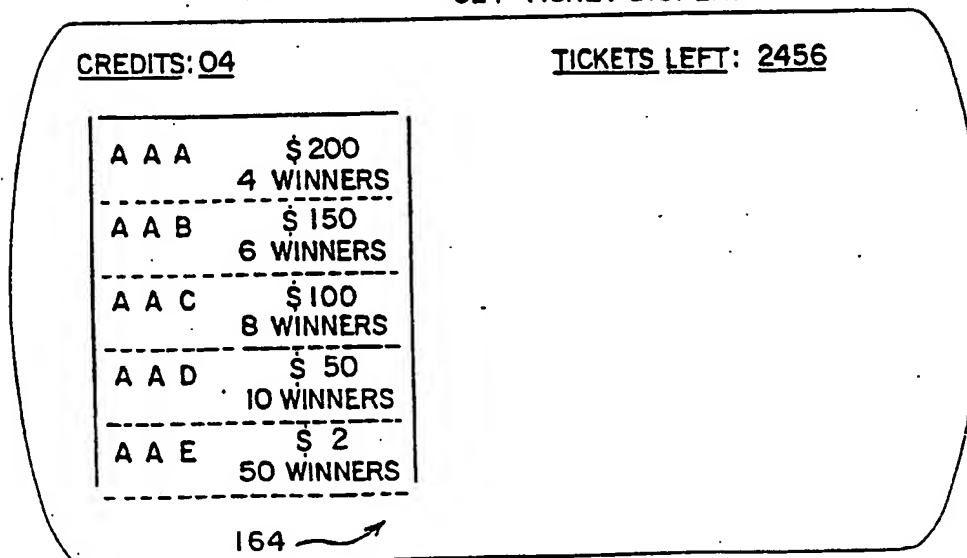 CREDITS: 04 TICKETS LEFT: 2456
A A A $200
4 WINNERS
A A B $ 150
6 WINNERS
A A C $100
8 WINNERS
A A D $ 50
10 WINNERS
A A E $ 2
50 WINNERS
164